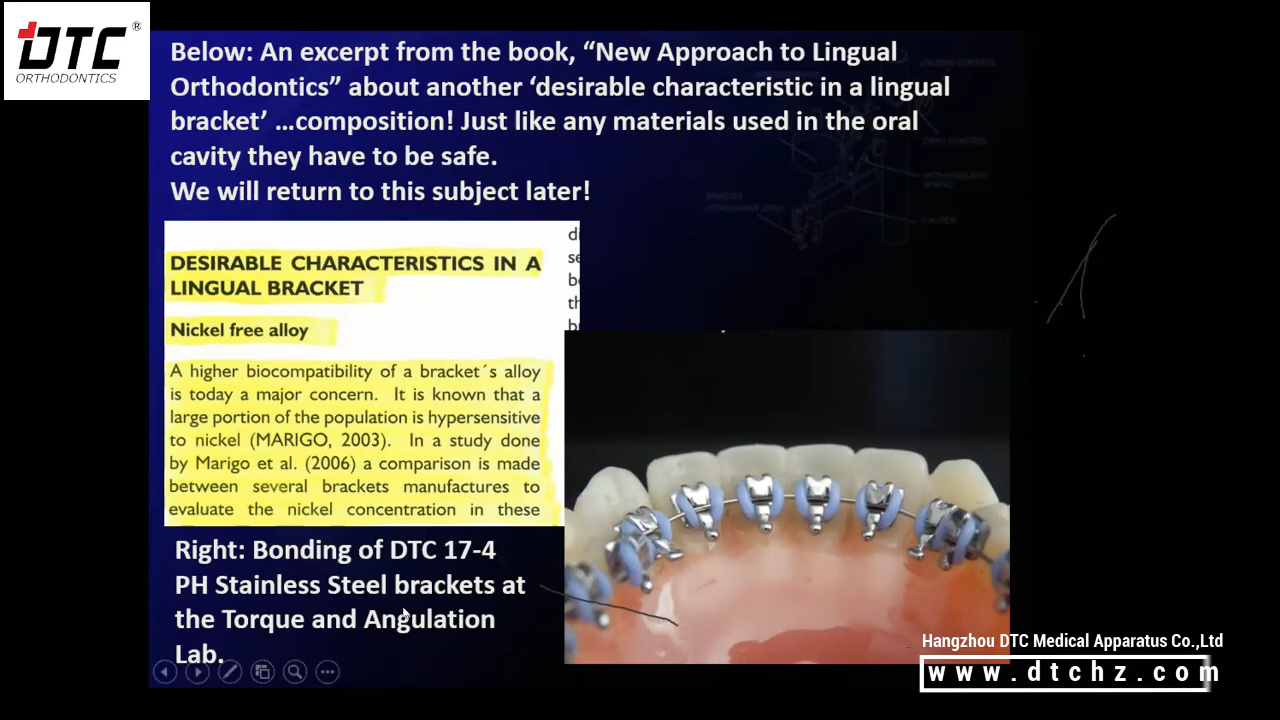 DTC®
ORTHODONTICS
Below: An excerpt from the book, “New Approach to Lingual
Orthodontics” about another ‘desirable characteristic in a lingual
bracket’ ...composition! Just like any materials used in the oral
cavity they have to be safe.
We will return to this subject later!
DESIRABLE CHARACTERISTICS IN A
LINGUAL BRACKET
Nickel free alloy
A higher biocompatibility of a bracket´s alloy
is today a major concern. It is known that a
large portion of the population is hypersensitive
to nickel (MARIGO, 2003). In a study done
by Marigo et al. (2006) a comparison is made
between several brackets manufactures to
evaluate the nickel concentration in these
Right: Bonding of DTC 17-4
PH Stainless Steel brackets at
the Torque and Angulation
Lab.
Hangzhou DTC Medical Apparatus Co.,Ltd
www.dtchz.com